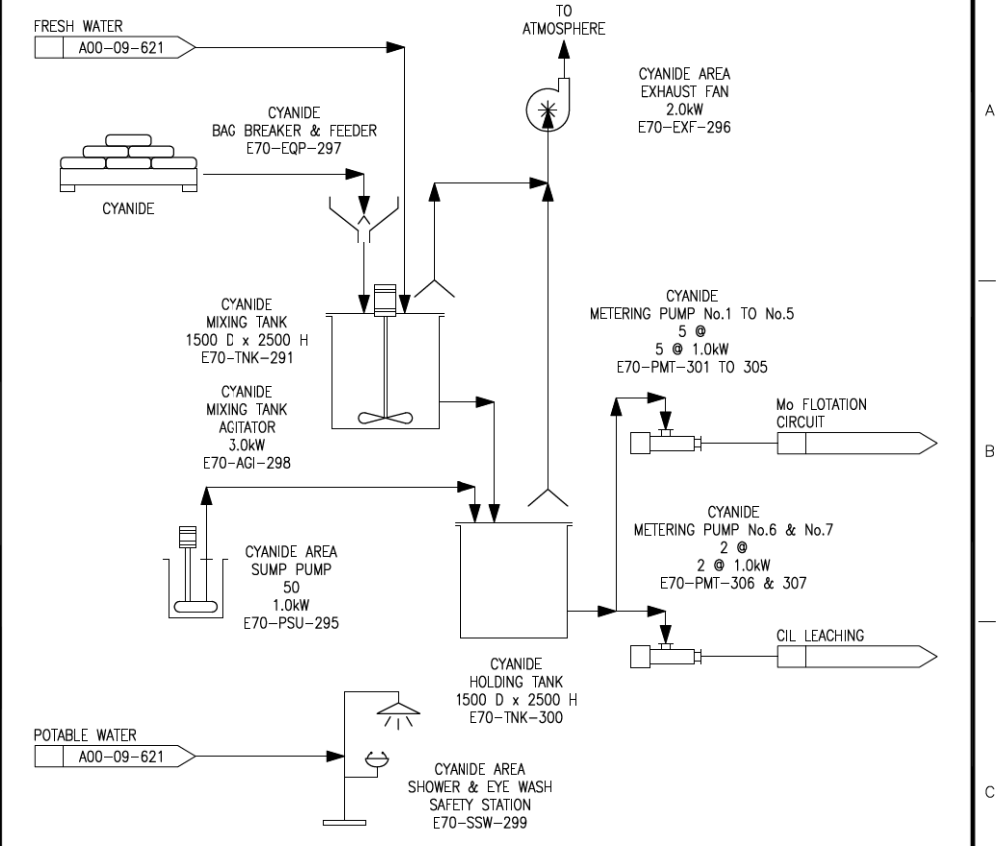 TO
ATMOSPHERE
FRESH WATER
A00-09-621
CYANIDE AREA
EXHAUST FAN
2.0kW
E70-EXF-296
A
CYANIDE
BAG BREAKER & FEEDER
E70-EQP-297
CYANIDE
CYANIDE
MIXING TANK
1500 D x 2500 H
E70-TNK-291
CYANIDE
METERING PUMP No.1 TO No.5
5 @
5 @ 1.0kW
E70-PMT-301 TO 305
CYANIDE
MIXING TANK
AGITATOR
3.0kW
E70-AGI-298
Mo FLOTATION
CIRCUIT
B
CYANIDE
METERING PUMP No.6 & No.7
2 @
2 @ 1.0kW
E70-PMT-306 & 307
CYANIDE AREA
SUMP PUMP
50
1.0kW
E70-PSU-295
CIL LEACHING
CYANIDE
HOLDING TANK
1500 D x 2500 H
E70-TNK-300
POTABLE WATER
A00-09-621
CYANIDE AREA
SHOWER & EYE WASH
SAFETY STATION
E70-SSW-299
C